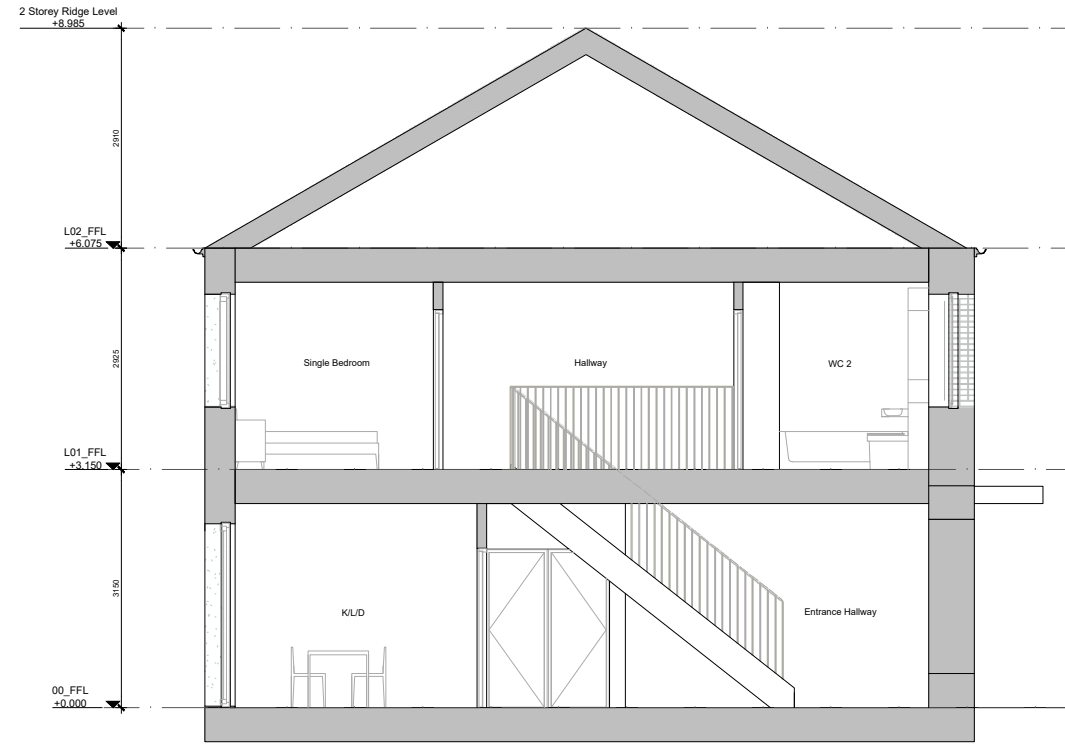 2 Storey Ridge Level
+8.985
2910
L02_FFL
+6.075
2925
Single Bedroom
Hallway
WC 2
L01_FFL
+3.150
3150
K/L/D
Entrance Hallway
00_FFL
+0.000